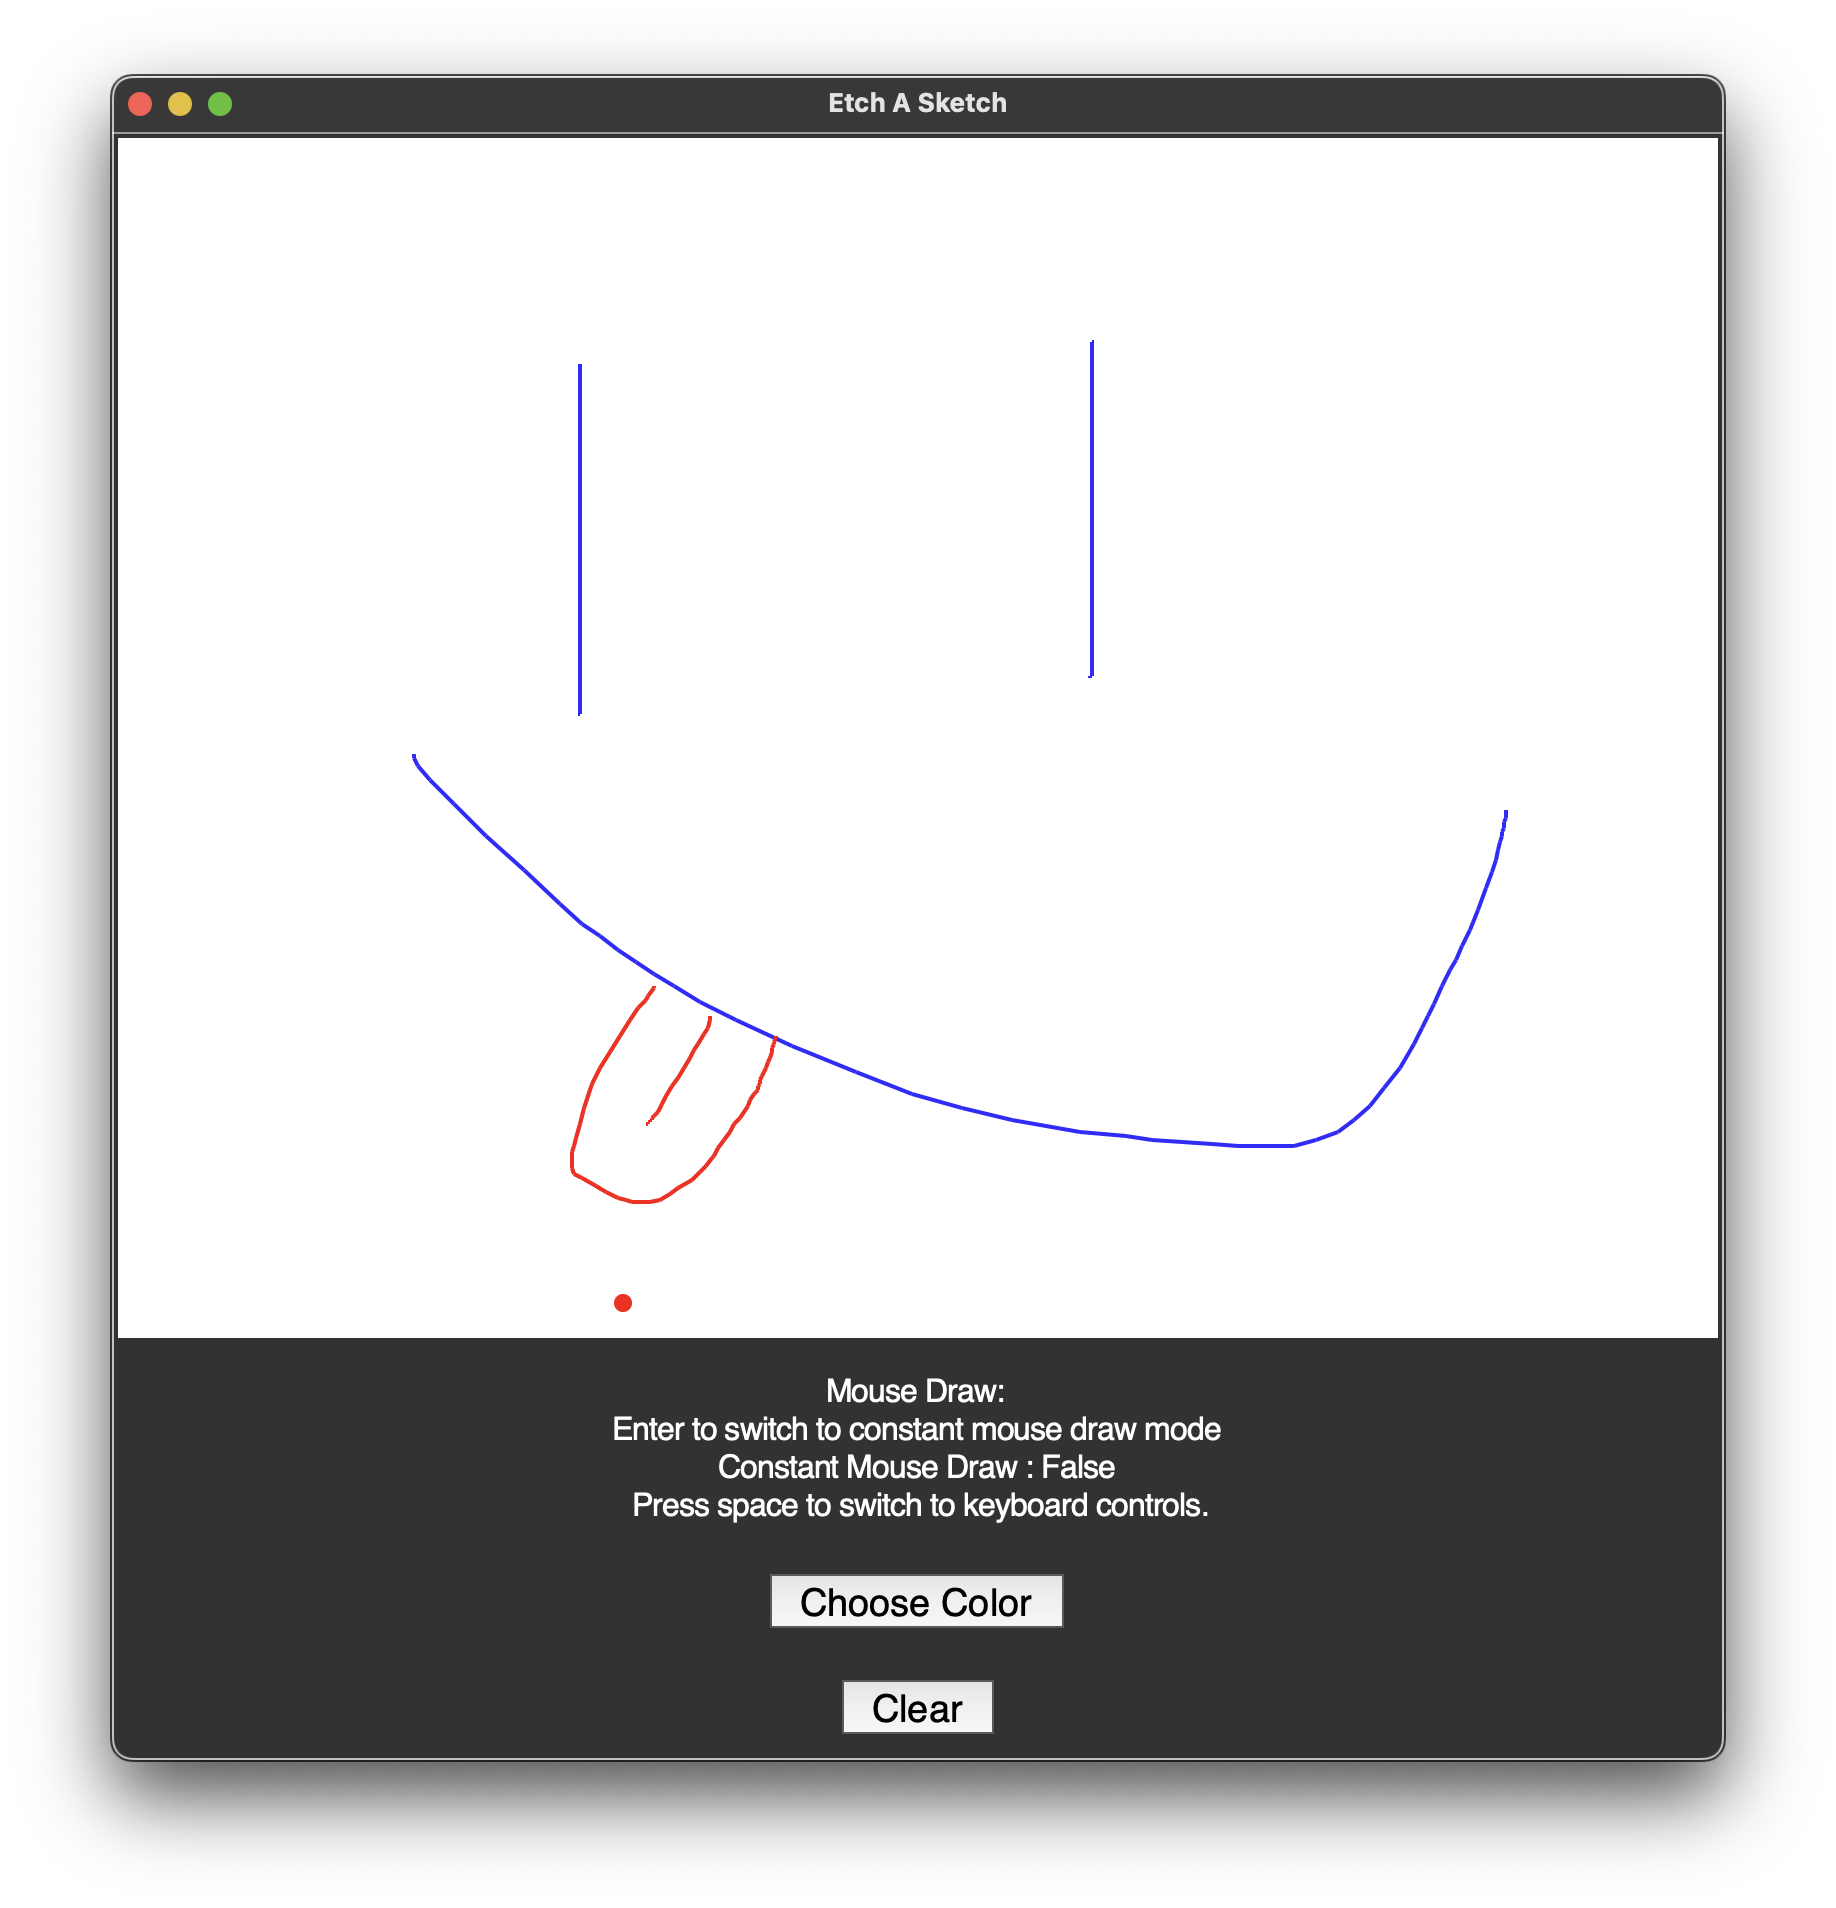 Etch A Sketch
Mouse Draw:
Enter to switch to constant mouse draw mode
Constant Mouse Draw : False
Press space to switch to keyboard controls.
Choose Color
Clear